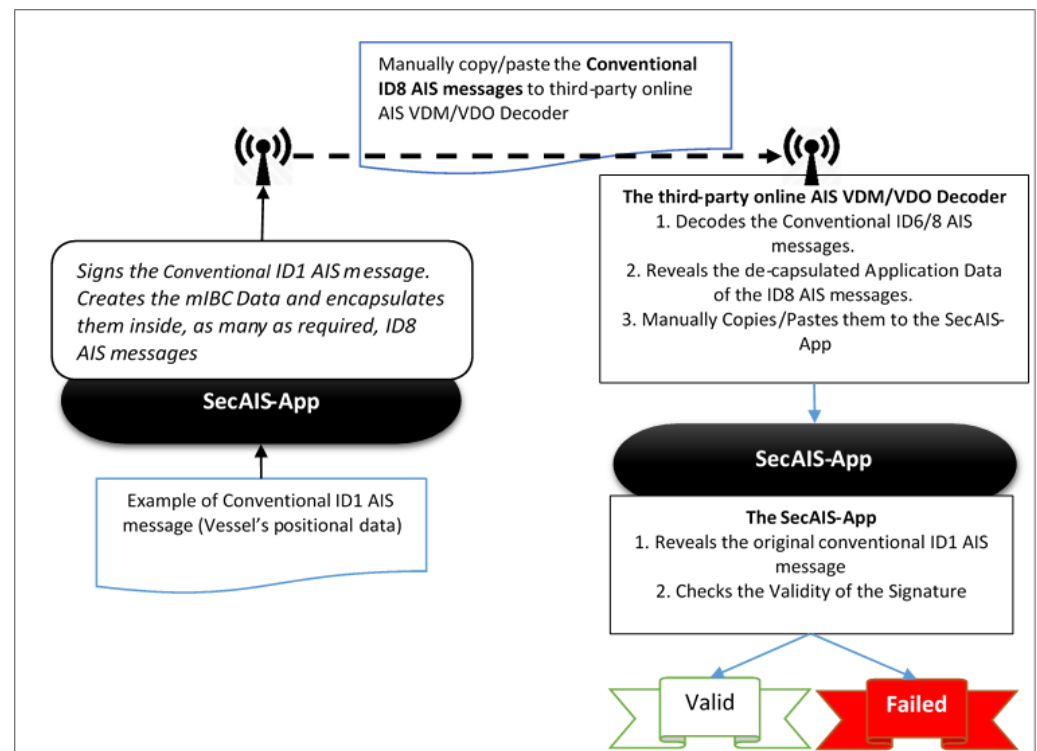 Manually copy/paste the Conventional
ID8 AIS messages to third-party online
AIS VDM/VDO Decoder
Signs the Conventional ID1 AIS message.
Creates the mIBC Data and encapsulates
them inside, as many as required, ID8
AIS messages
SecAIS-App
Example of Conventional ID1 AIS
message (Vessel's positional data)
The third-party online AIS VDM/VDO Decoder
1. Decodes the Conventional ID6/8 AIS
messages.
2. Reveals the de-capsulated Application Data
of the ID8 AIS messages.
3. Manually Copies/Pastes them to the SecAIS-
App
SecAIS-App
The SecAIS-App
1. Reveals the original conventional ID1 AIS
message
2. Checks the Validity of the Signature
Valid
Failed